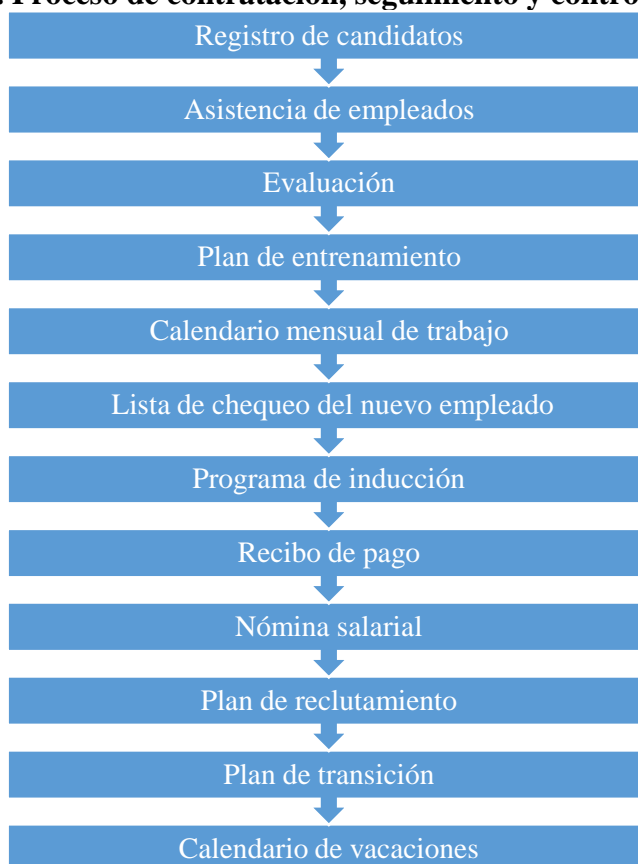 . Proceso de contratación, seguimiento y contro
Registro de candidatos
Asistencia de empleados
Evaluación
Plan de entrenamiento
Calendario mensual de trabajo
Lista de chequeo del nuevo empleado
Programa de inducción
Recibo de pago
Nómina salarial
Plan de reclutamiento
Plan de transición
Calendario de vacaciones